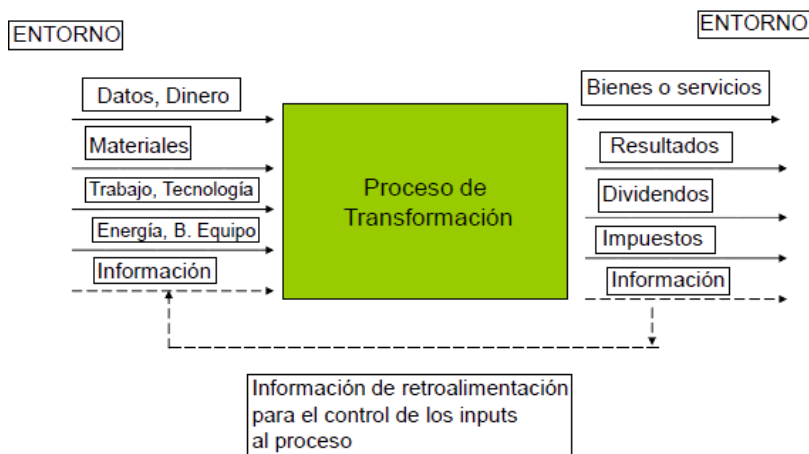 ENTORNO
ENTORNO
Datos, Dinero
Materiales
Trabajo, Tecnología
Energía, B. Equipo
Información
Proceso de
Transformación
Bienes o servicios
Resultados
Dividendos
Impuestos
Información
Información de retroalimentación
para el control de los inputs
al proceso